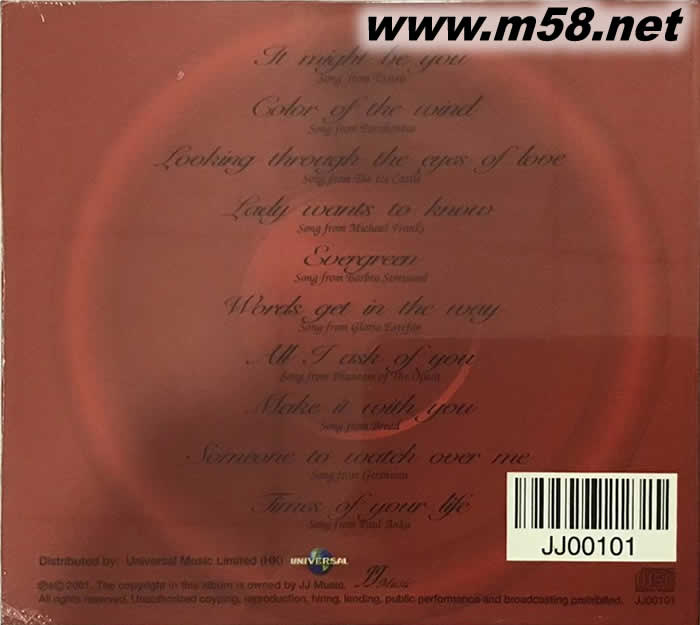 www.m58.net
It might be you
Song from Tootsie
Color of the wind
Song from Pocahontas
Looking through the eyes of love
Song from The Ice Castle
Lady wants to know
Song from Michael Franks
Evergreen
Song from Barbra Streisand
Words get in the way
Song from Gloria Estefan
All I ask of you
Song from Phantom of The Opera
Make it with you
Song from Bread
Someone to watch over me
Song from Gershwin
Times of your life
Song from Paul Anka
Distributed by: Universal Music Limited (HK) UNIVERSAL JJ Music
JJ00101
℗&© 2001. The copyright in this album is owned by JJ Music.
All rights reserved. Unauthorized copying, reproduction, hiring, lending, public performance and broadcasting prohibited. JJ00101